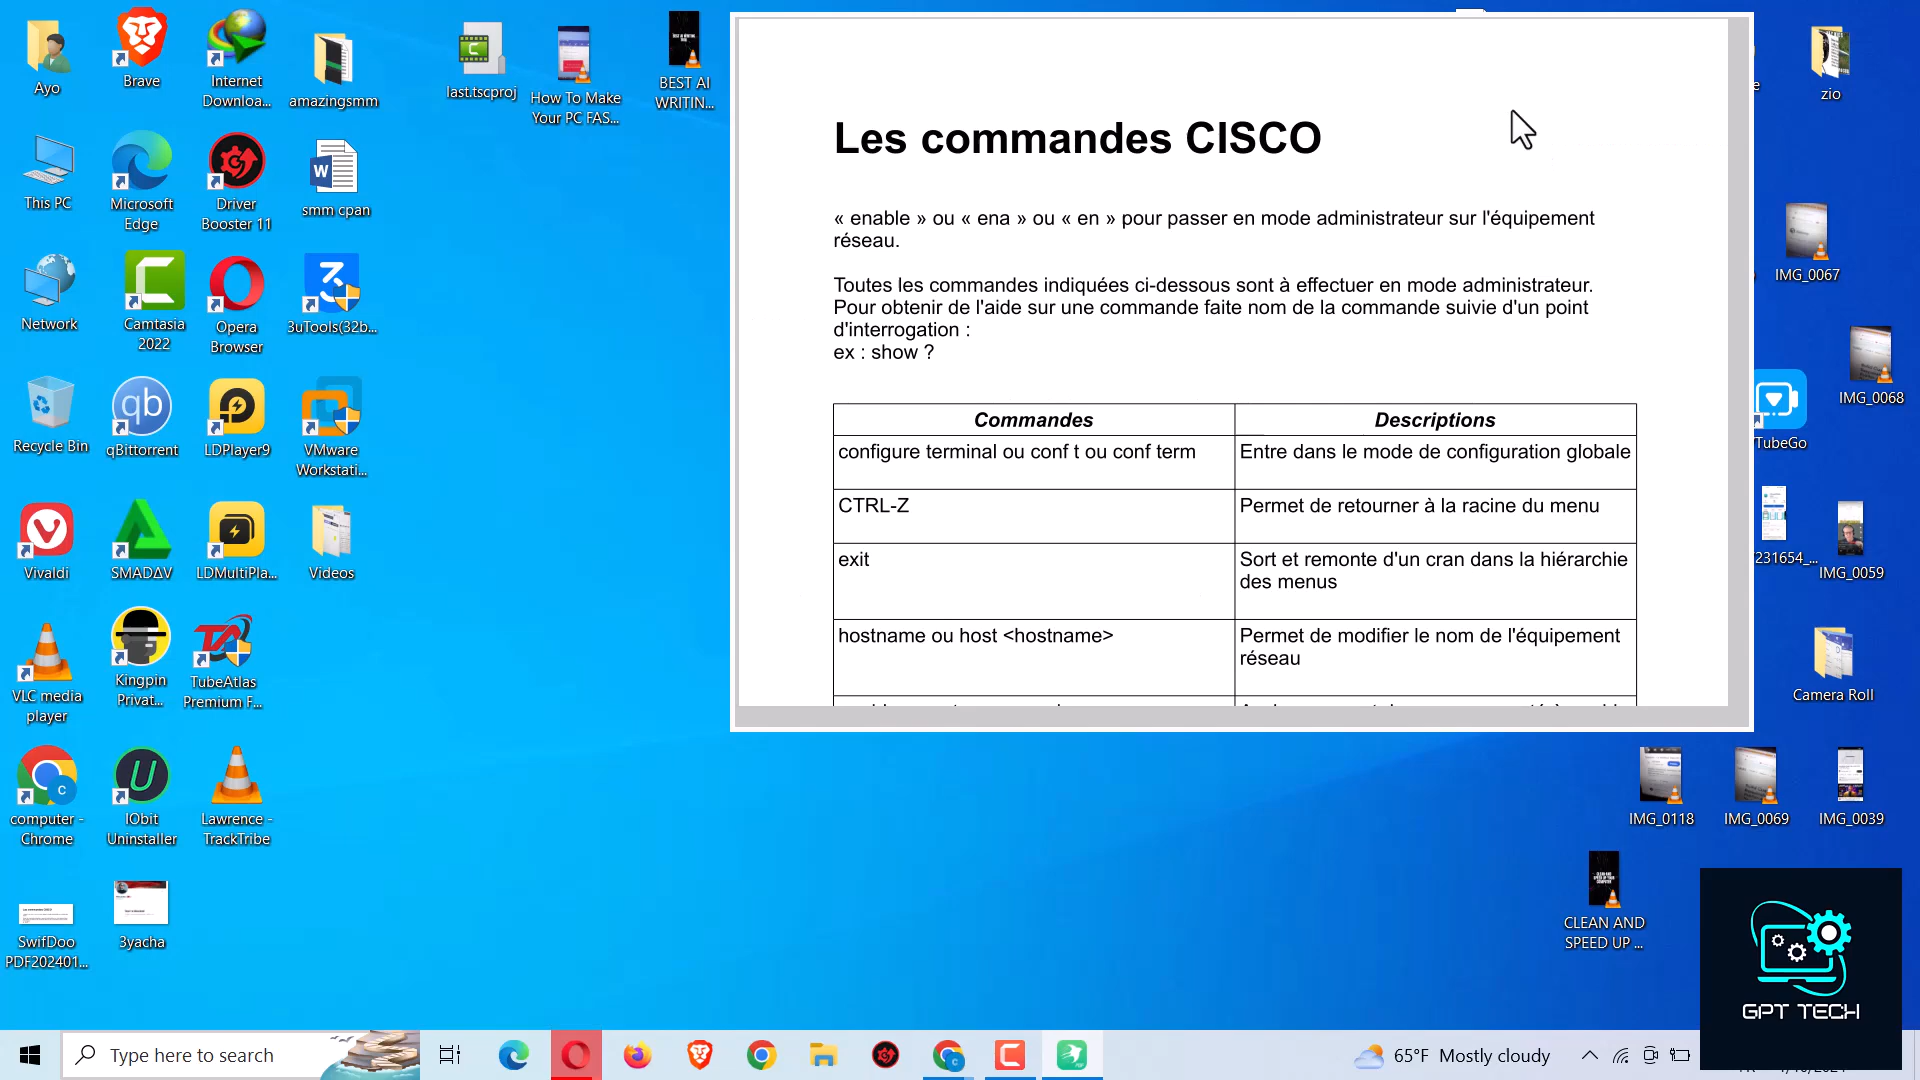 Ayo
Brave
Internet
Downloa...
amazingsmm
last.tscproj
How To Make
Your PC FAS...
BEST AI
WRITIN...
Les commandes CISCO
« enable » ou « ena » ou « en » pour passer en mode administrateur sur l'équipement
réseau.
Toutes les commandes indiquées ci-dessous sont à effectuer en mode administrateur.
Pour obtenir de l'aide sur une commande faite nom de la commande suivie d'un point
d'interrogation :
ex : show ?
Commandes Descriptions
configure terminal ou conf t ou conf term Entre dans le mode de configuration globale
CTRL-Z Permet de retourner à la racine du menu
exit Sort et remonte d'un cran dans la hiérarchie
des menus
hostname ou host <hostname> Permet de modifier le nom de l'équipement
réseau
zio
This PC
Microsoft
Edge
Driver
Booster 11
smm cpan
IMG_0067
Network
Camtasia
2022
Opera
Browser
3uTools(32b...
IMG_0068
TubeGo
Recycle Bin
qBittorrent
LDPlayer9
VMware
Workstati...
231654_...
IMG_0059
Vivaldi
SMADΔV
LDMultiPla...
Videos
VLC media
player
Kingpin
Privat...
TubeAtlas
Premium F...
Camera Roll
computer -
Chrome
IObit
Uninstaller
Lawrence -
TrackTribe
IMG_0118
IMG_0069
IMG_0039
SwifDoo
PDF202401...
3yacha
CLEAN AND
SPEED UP ...
GPT TECH
Type here to search
65°F Mostly cloudy